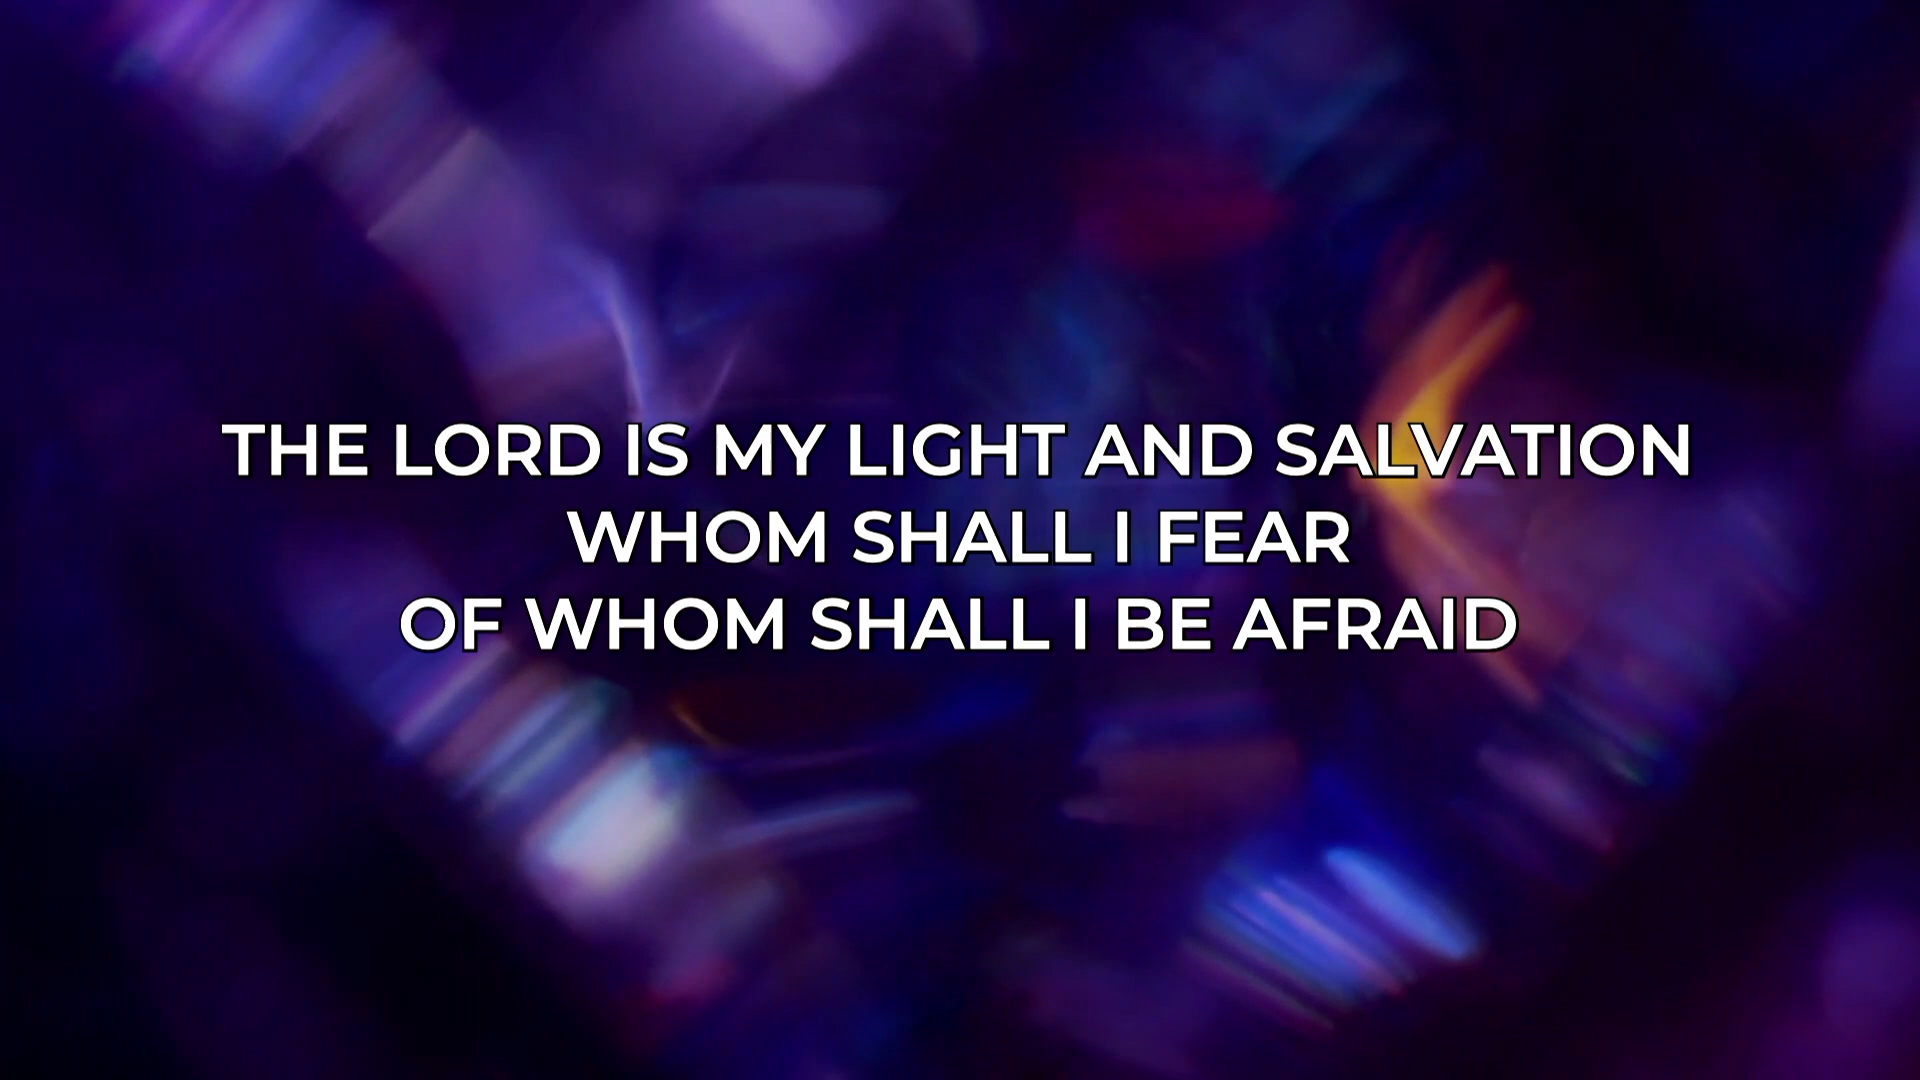 THE LORD IS MY LIGHT AND SALVATION
WHOM SHALL I FEAR
OF WHOM SHALL I BE AFRAID